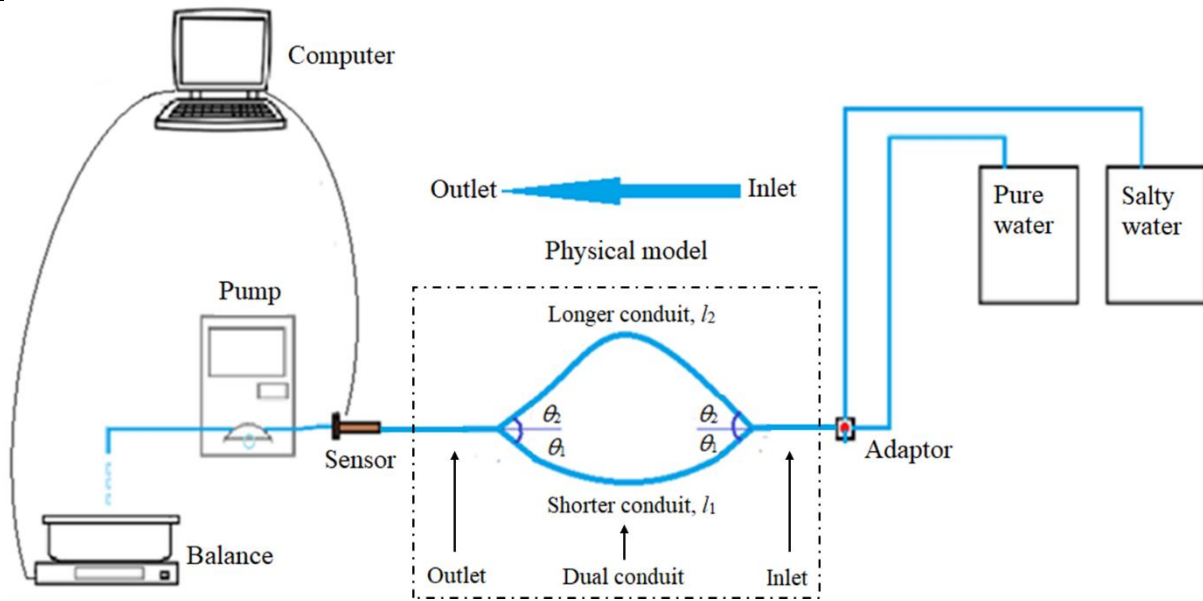 Computer
Outlet
Inlet
Pure
water
Salty
water
Physical model
Pump
Longer conduit, l₂
θ₂
θ₁
θ₂
θ₁
Sensor
Adaptor
Shorter conduit, l₁
Balance
Outlet
Dual conduit
Inlet